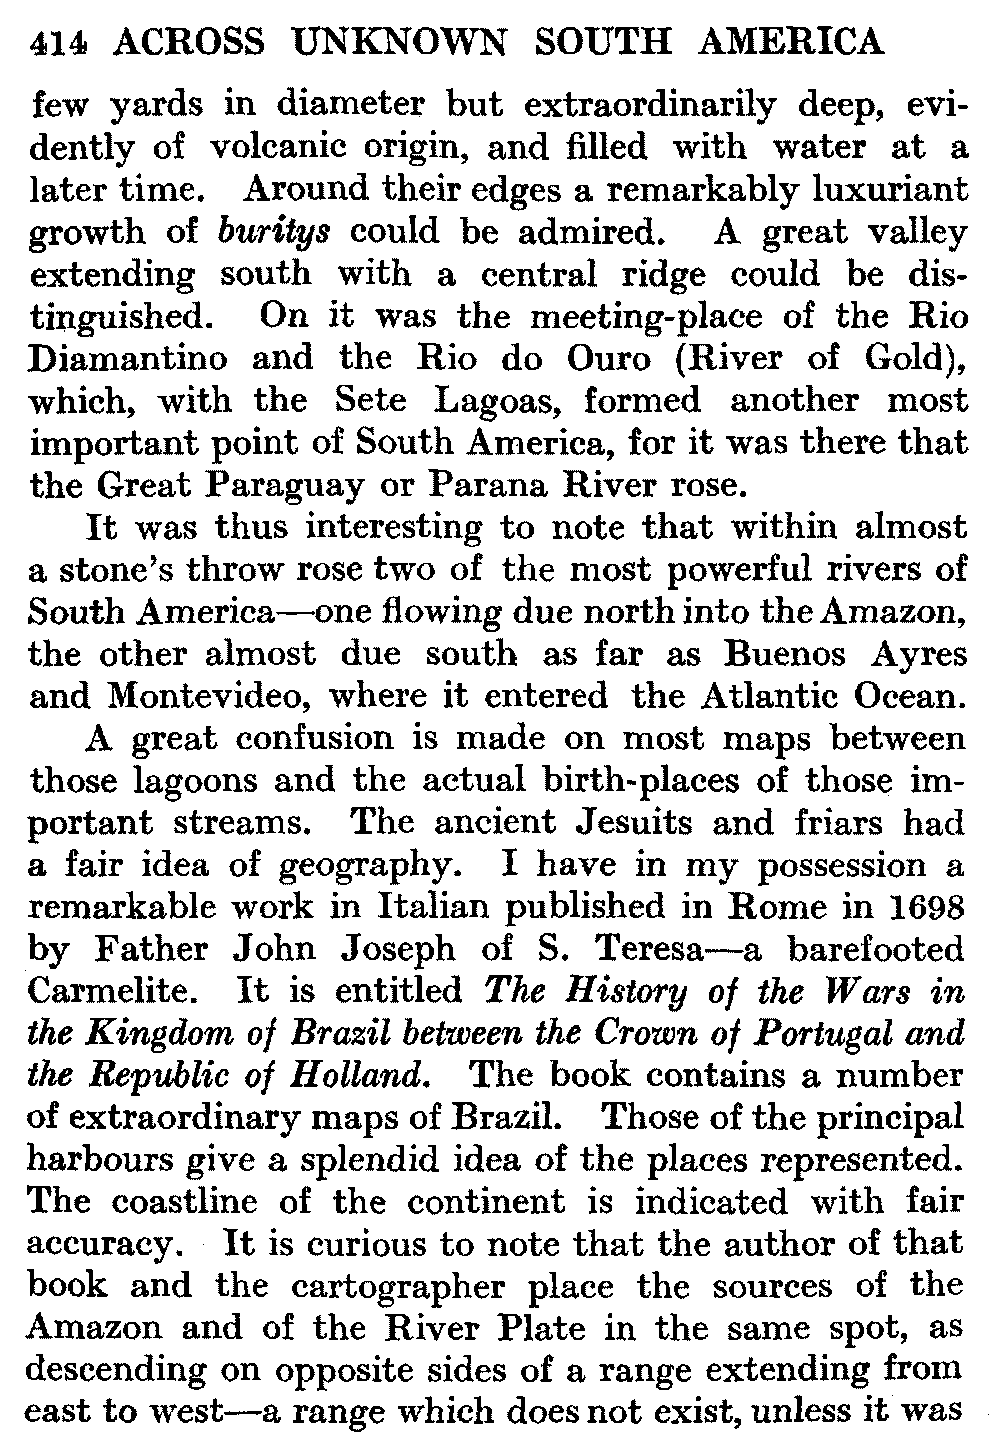 414 ACROSS UNKNOWN SOUTH AMERICA
few yards in diameter but extraordinarily deep, evi-
dently of volcanic origin, and filled with water at a
later time. Around their edges a remarkably luxuriant
growth of buritys could be admired. A great valley
extending south with a central ridge could be dis-
tinguished. On it was the meeting-place of the Rio
Diamantino and the Rio do Ouro (River of Gold),
which, with the Sete Lagoas, formed another most
important point of South America, for it was there that
the Great Paraguay or Parana River rose.
It was thus interesting to note that within almost
a stone's throw rose two of the most powerful rivers of
South America—one flowing due north into the Amazon,
the other almost due south as far as Buenos Ayres
and Montevideo, where it entered the Atlantic Ocean.
A great confusion is made on most maps between
those lagoons and the actual birth-places of those im-
portant streams. The ancient Jesuits and friars had
a fair idea of geography. I have in my possession a
remarkable work in Italian published in Rome in 1698
by Father John Joseph of S. Teresa—a barefooted
Carmelite. It is entitled The History of the Wars in
the Kingdom of Brazil between the Crown of Portugal and
the Republic of Holland. The book contains a number
of extraordinary maps of Brazil. Those of the principal
harbours give a splendid idea of the places represented.
The coastline of the continent is indicated with fair
accuracy. It is curious to note that the author of that
book and the cartographer place the sources of the
Amazon and of the River Plate in the same spot, as
descending on opposite sides of a range extending from
east to west—a range which does not exist, unless it was